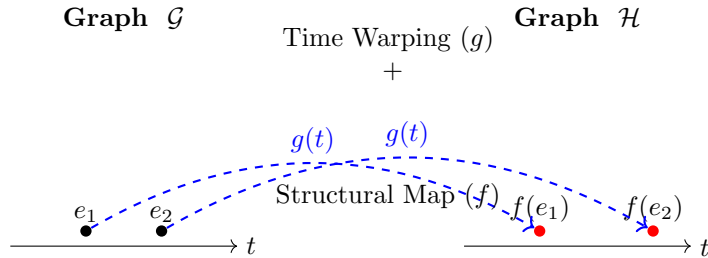 Graph 𝒢
Graph ℋ
Time Warping (g)
+
g(t)
g(t)
Structural Map (f)
e₁
e₂
f(e₁)
f(e₂)
t
t